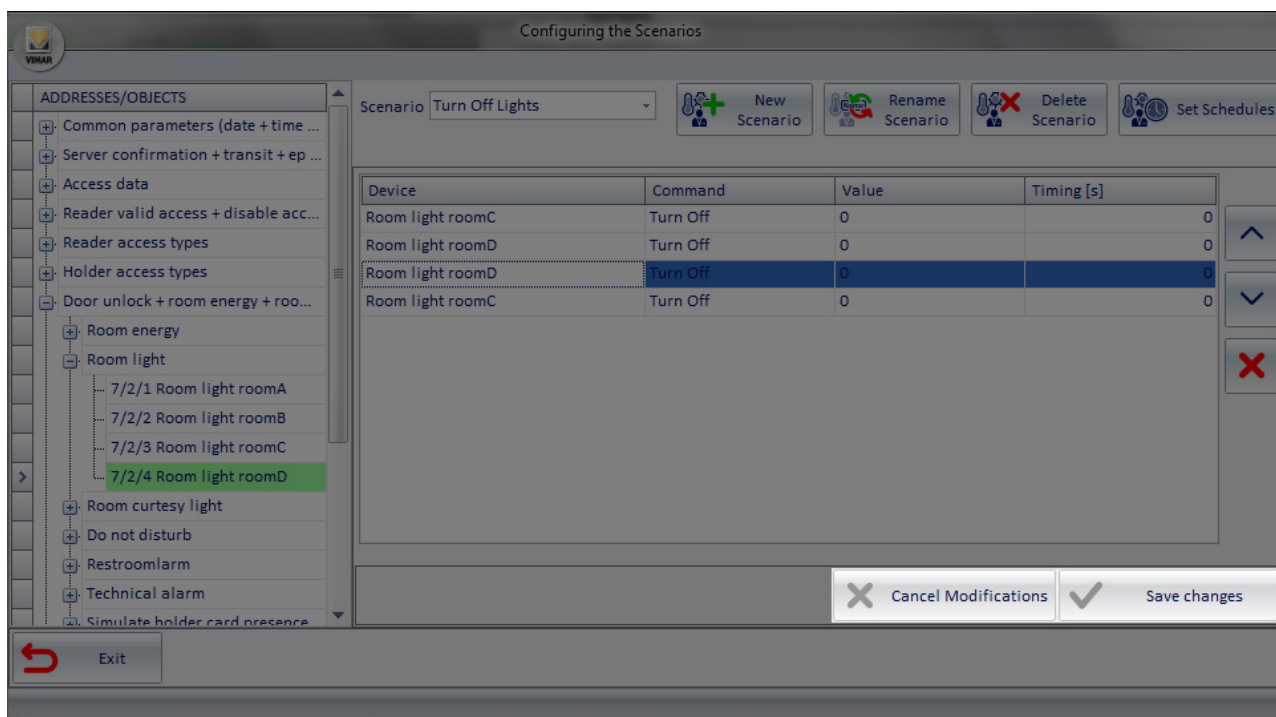 Configuring the Scenarios
VIMAR
ADDRESSES/OBJECTS
Common parameters (date + time ...
Server confirmation + transit + ep ...
Access data
Reader valid access + disable acc...
Reader access types
Holder access types
Door unlock + room energy + roo...
Room energy
Room light
7/2/1 Room light roomA
7/2/2 Room light roomB
7/2/3 Room light roomC
7/2/4 Room light roomD
Room curtesy light
Do not disturb
Restroomlarm
Technical alarm
Simulate holder card presence
Scenario Turn Off Lights
New
Scenario
Rename
Scenario
Delete
Scenario
Set Schedules
Device Command Value Timing [s]
Room light roomC Turn Off 0 0
Room light roomD Turn Off 0 0
Room light roomD Turn Off 0 0
Room light roomC Turn Off 0 0
Cancel Modifications
Save changes
Exit